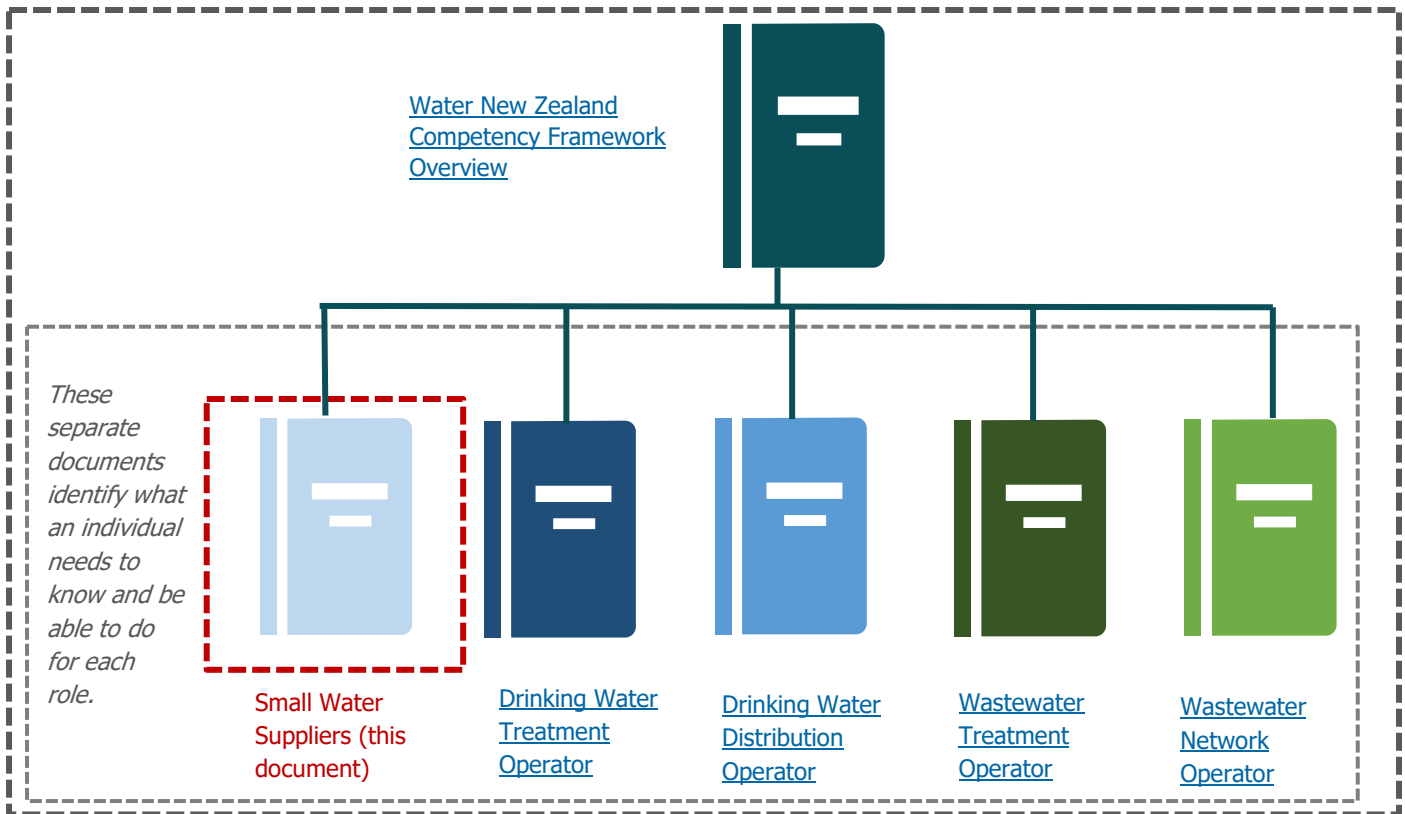 Water New Zealand
Competency Framework
Overview
These
separate
documents
identify what
an individual
needs to
know and be
able to do
for each
role.
Small Water
Suppliers (this
document)
Drinking Water
Treatment
Operator
Drinking Water
Distribution
Operator
Wastewater
Treatment
Operator
Wastewater
Network
Operator